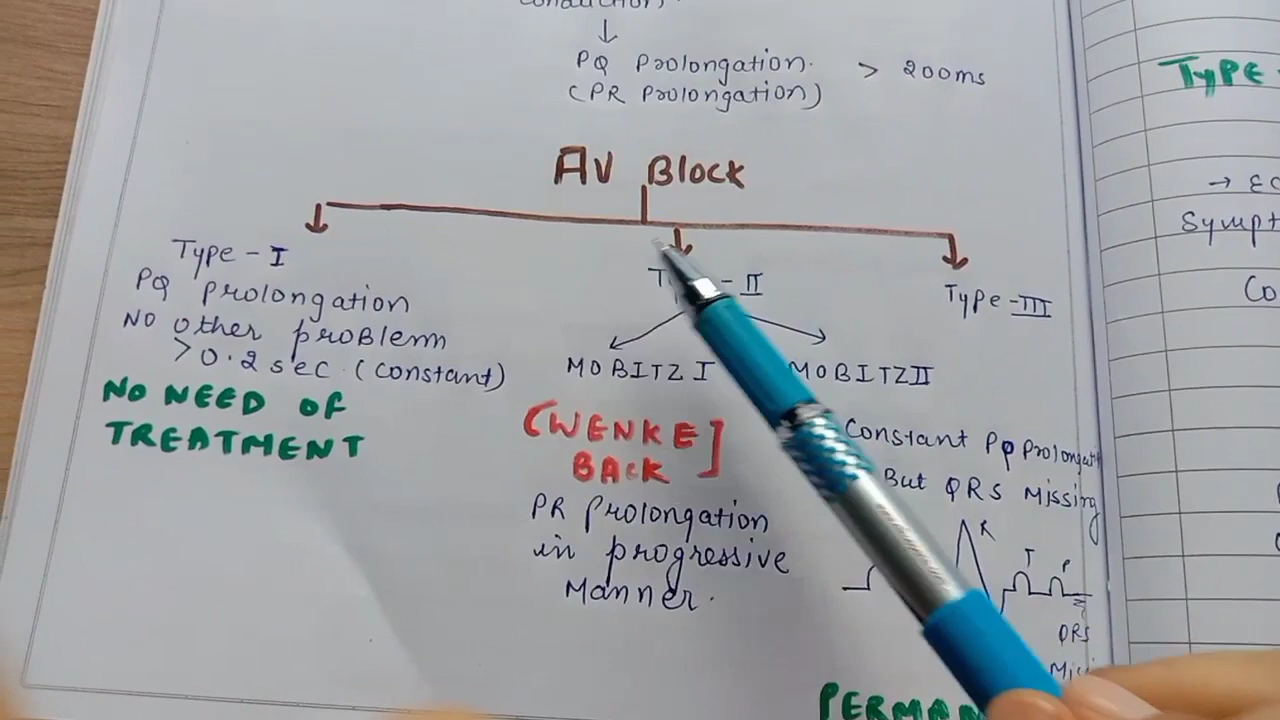 ↓
PQ Prolongation. > 200ms
(PR Prolongation)
AV Block
Type - I
PQ Prolongation
NO other problem
>0.2 sec. (constant)
NO NEED OF
TREATMENT
- II
MOBITZ I
MOBITZ II
[WENKE
BACK]
PR Prolongation
in progressive
Manner.
Constant PQ
But QRS Missing
R
T
P
QRS
Type - III
TYPE
→